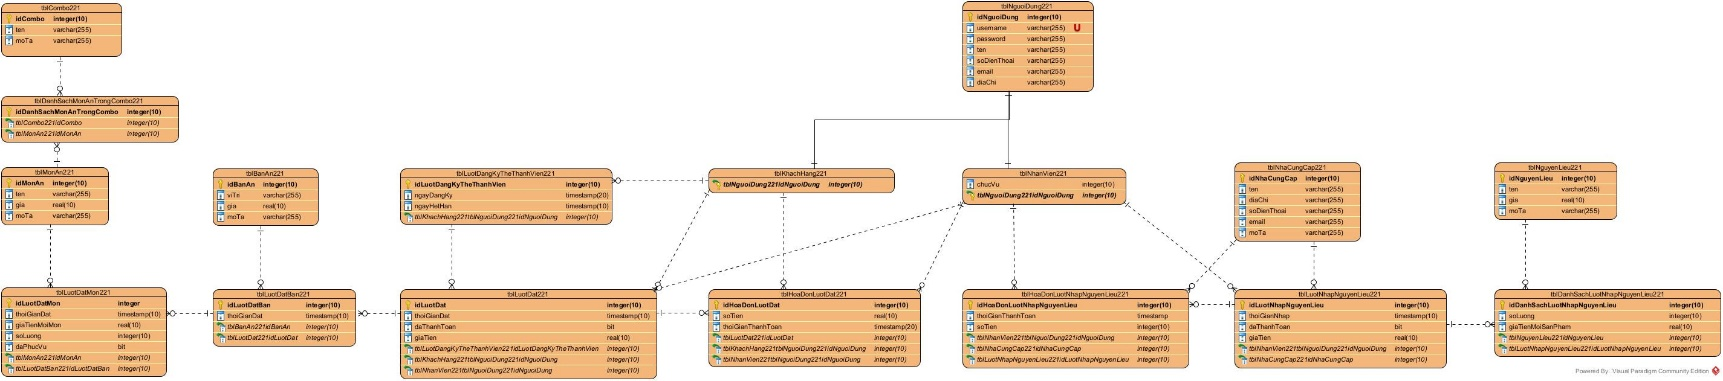 tblCombo221
idCombo integer(10)
ten varchar(255)
moTa varchar(255)
tblDanhSachMonAnTrongCombo221
idDanhSachMonAnTrongCombo integer(10)
tblCombo221idCombo integer(10)
tblMonAn221idMonAn integer(10)
tblMonAn221
idMonAn integer(10)
ten varchar(255)
gia real(10)
moTa varchar(255)
tblLuotDatMon221
idLuotDatMon integer
thoiGianDat timestamp(10)
giaTienMoiMon real(10)
soLuong integer(10)
daPhucVu bit
tblMonAn221idMonAn integer(10)
tblLuotDatBan221idLuotDatBan integer(10)
tblBanAn221
idBanAn integer(10)
viTri varchar(255)
gia real(10)
moTa varchar(255)
tblLuotDatBan221
idLuotDatBan integer(10)
thoiGianDat timestamp(10)
tblBanAn221idBanAn integer(10)
tblLuotDat221idLuotDat integer(10)
tblLuotDangKyTheThanhVien221
idLuotDangKyTheThanhVien integer(10)
ngayDangKy timestamp(20)
ngayHetHan timestamp(10)
tblKhachHang221tblNguoiDung221idNguoiDung integer(10)
tblLuotDat221
idLuotDat integer(10)
thoiGianDat timestamp(10)
daThanhToan bit
giaTien real(10)
tblLuotDangKyTheThanhVien221idLuotDangKyTheThanhVien integer(10)
tblKhachHang221tblNguoiDung221idNguoiDung integer(10)
tblNhanVien221tblNguoiDung221idNguoiDung integer(10)
tblNguoiDung221
idNguoiDung integer(10)
username varchar(255) U
password varchar(255)
ten varchar(255)
soDienThoai varchar(255)
email varchar(255)
diaChi varchar(255)
tblKhachHang221
tblNguoiDung221idNguoiDung integer(10)
tblNhanVien221
chucVu integer(10)
tblNguoiDung221idNguoiDung integer(10)
tblHoaDonLuotDat221
idHoaDonLuotDat integer(10)
soTien real(10)
thoiGianThanhToan timestamp(20)
tblLuotDat221idLuotDat integer(10)
tblKhachHang221tblNguoiDung221idNguoiDung integer(10)
tblNhanVien221tblNguoiDung221idNguoiDung integer(10)
tblHoaDonLuotNhapNguyenLieu221
idHoaDonLuotNhapNguyenLieu integer(10)
thoiGianThanhToan timestamp
soTien integer(10)
tblNhanVien221tblNguoiDung221idNguoiDung integer(10)
tblNhaCungCap221idNhaCungCap integer(10)
tblLuotNhapNguyenLieu221idLuotNhapNguyenLieu integer(10)
tblNhaCungCap221
idNhaCungCap integer(10)
ten varchar(255)
diaChi varchar(255)
soDienThoai varchar(255)
email varchar(255)
moTa varchar(255)
tblLuotNhapNguyenLieu221
idLuotNhapNguyenLieu integer(10)
thoiGianNhap timestamp(10)
daThanhToan bit
giaTien real(10)
tblNhanVien221tblNguoiDung221idNguoiDung integer(10)
tblNhaCungCap221idNhaCungCap integer(10)
tblNguyenLieu221
idNguyenLieu integer(10)
ten varchar(255)
gia real(10)
moTa varchar(255)
tblDanhSachLuotNhapNguyenLieu221
idDanhSachLuotNhapNguyenLieu integer(10)
soLuong integer(10)
giaTienMoiSanPham real(10)
tblNguyenLieu221idNguyenLieu integer(10)
tblLuotNhapNguyenLieu221idLuotNhapNguyenLieu integer(10)
Powered By Visual Paradigm Community Edition